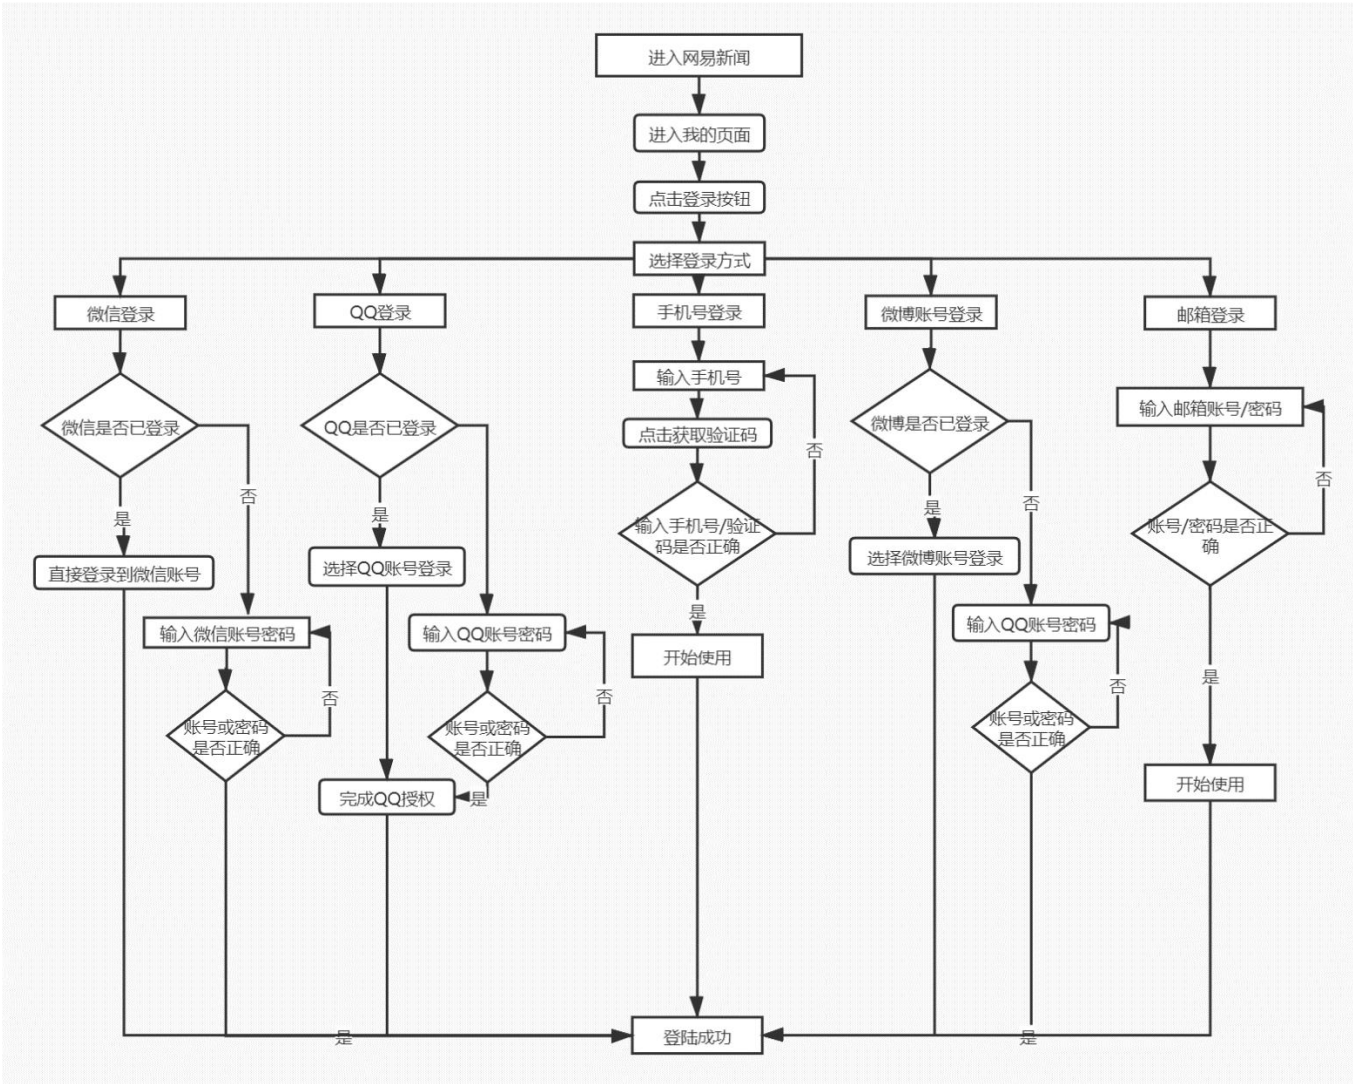 进入网易新闻
进入我的页面
点击登录按钮
选择登录方式
微信登录
QQ登录
手机号登录
微博账号登录
邮箱登录
输入手机号
输入邮箱账号/密码
微信是否已登录
QQ是否已登录
点击获取验证码
微博是否已登录
否
否
否
否
否
是
是
是
输入手机号/验证
码是否正确
账号/密码是否正
确
直接登录到微信账号
选择QQ账号登录
选择微博账号登录
是
输入微信账号密码
输入QQ账号密码
开始使用
输入QQ账号密码
是
否
否
否
账号或密码
是否正确
账号或密码
是否正确
账号或密码
是否正确
完成QQ授权
是
开始使用
是
登陆成功
是